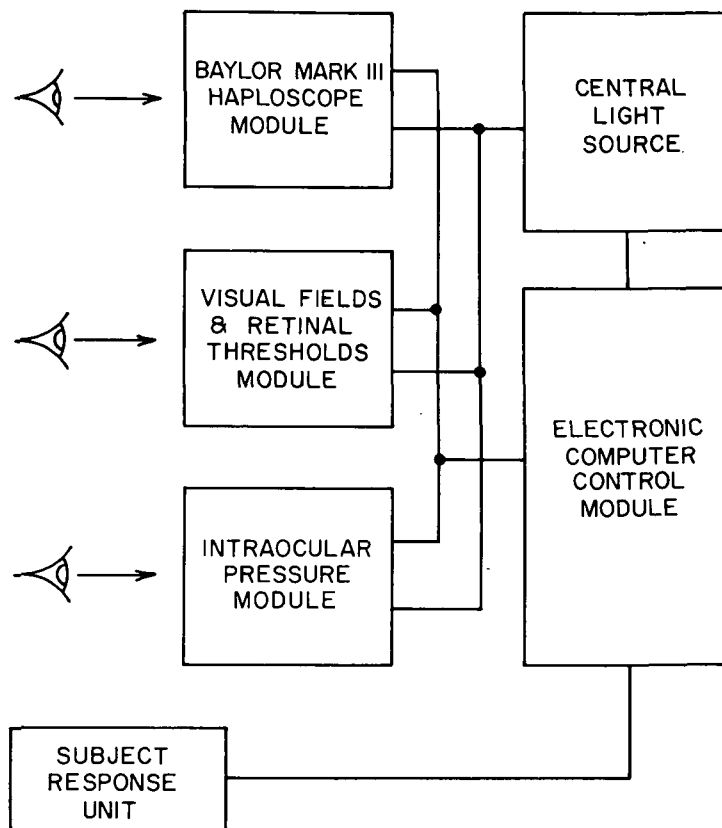 BAYLOR MARK III
HAPLOSCOPE
MODULE
CENTRAL
LIGHT
SOURCE
VISUAL FIELDS
& RETINAL
THRESHOLDS
MODULE
ELECTRONIC
COMPUTER
CONTROL
MODULE
INTRAOCULAR
PRESSURE
MODULE
SUBJECT
RESPONSE
UNIT